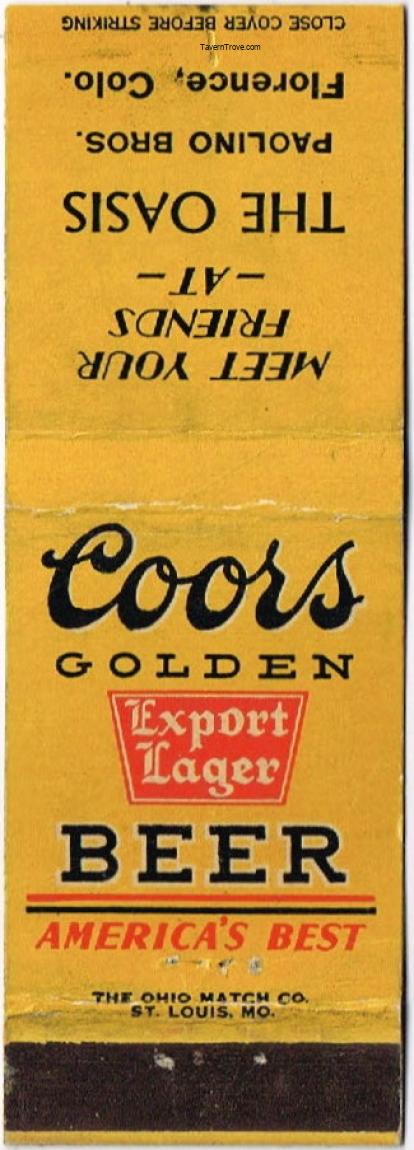 CLOSE COVER BEFORE STRIKING
TavernTrove.com
Florence, Colo.
PAOLINO BROS.
THE OASIS
- AT -
FRIENDS
MEET YOUR
Coors
GOLDEN
Export
Lager
BEER
AMERICA'S BEST
THE OHIO MATCH CO.
ST. LOUIS, MO.